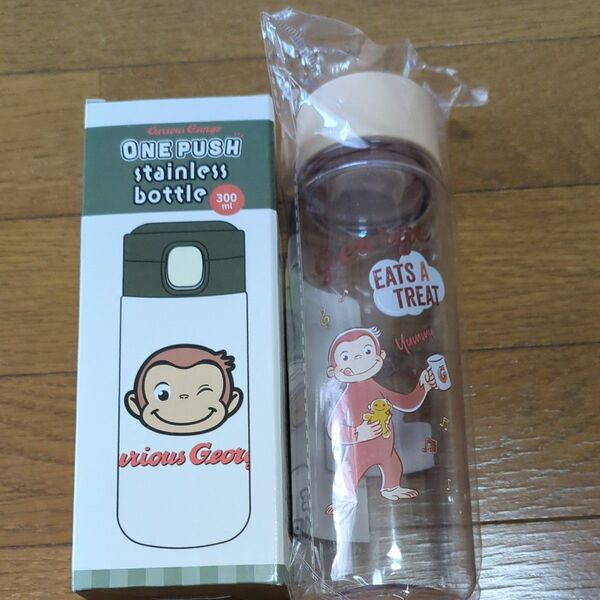 Curious George
ONE PUSH
stainless
bottle
300
ml
urious Georg
George
EATS A
TREAT
Yummy
G